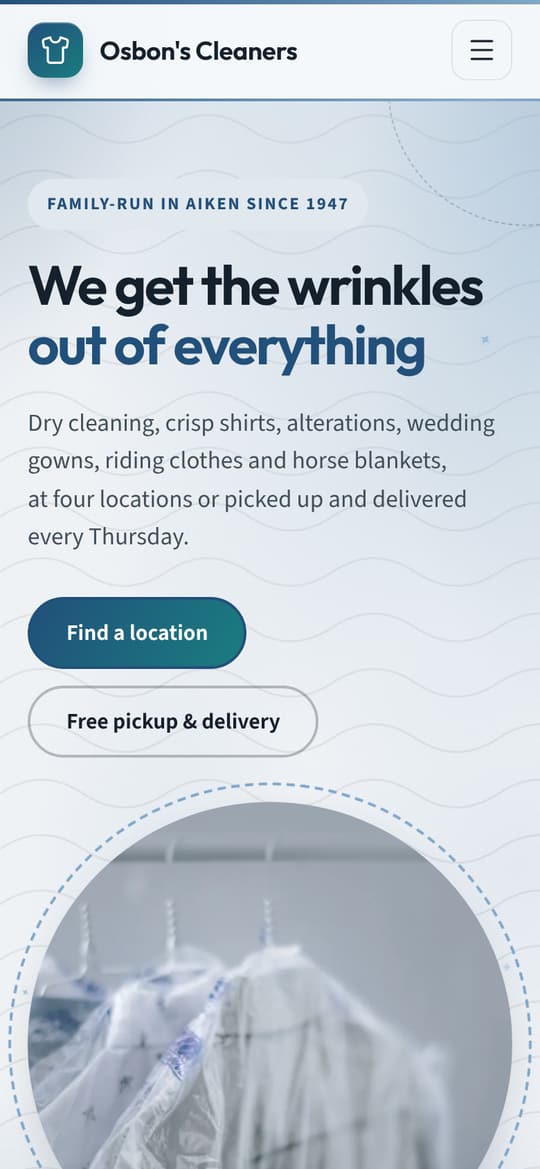 Osbon's Cleaners
FAMILY-RUN IN AIKEN SINCE 1947
We get the wrinkles
out of everything
Dry cleaning, crisp shirts, alterations, wedding
gowns, riding clothes and horse blankets,
at four locations or picked up and delivered
every Thursday.
Find a location
Free pickup & delivery